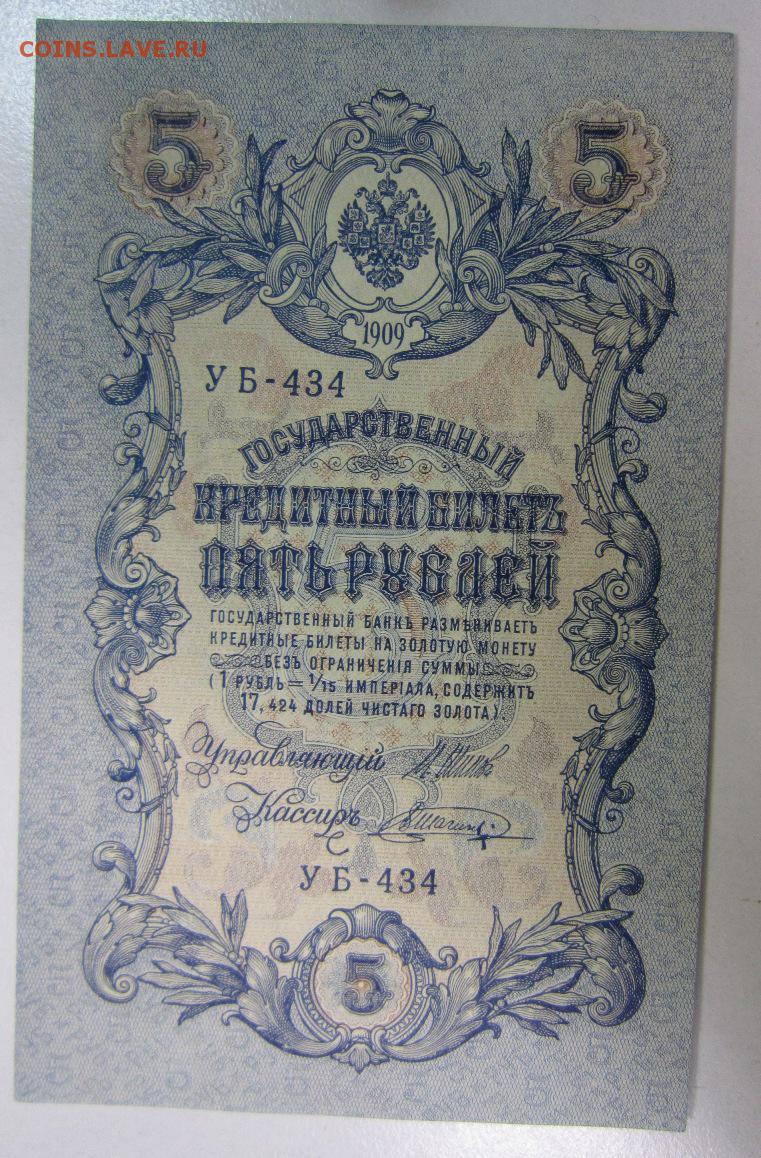 COINS.LAVE.RU
5 5
1909
УБ-434
ГОСУДАРСТВЕННЫЙ
КРЕДИТНЫЙ БИЛЕТЪ
ПЯТЬ РУБЛЕЙ
ГОСУДАРСТВЕННЫЙ БАНКЪ РАЗМѢНИВАЕТЪ
КРЕДИТНЫЕ БИЛЕТЫ НА ЗОЛОТУЮ МОНЕТУ
БЕЗЪ ОГРАНИЧЕНІЯ СУММЫ
(1 РУБЛЬ = 1/15 ИМПЕРІАЛА, СОДЕРЖИТЪ
17,424 ДОЛЕЙ ЧИСТАГО ЗОЛОТА).
Управляющій
Кассиръ
УБ-434
5